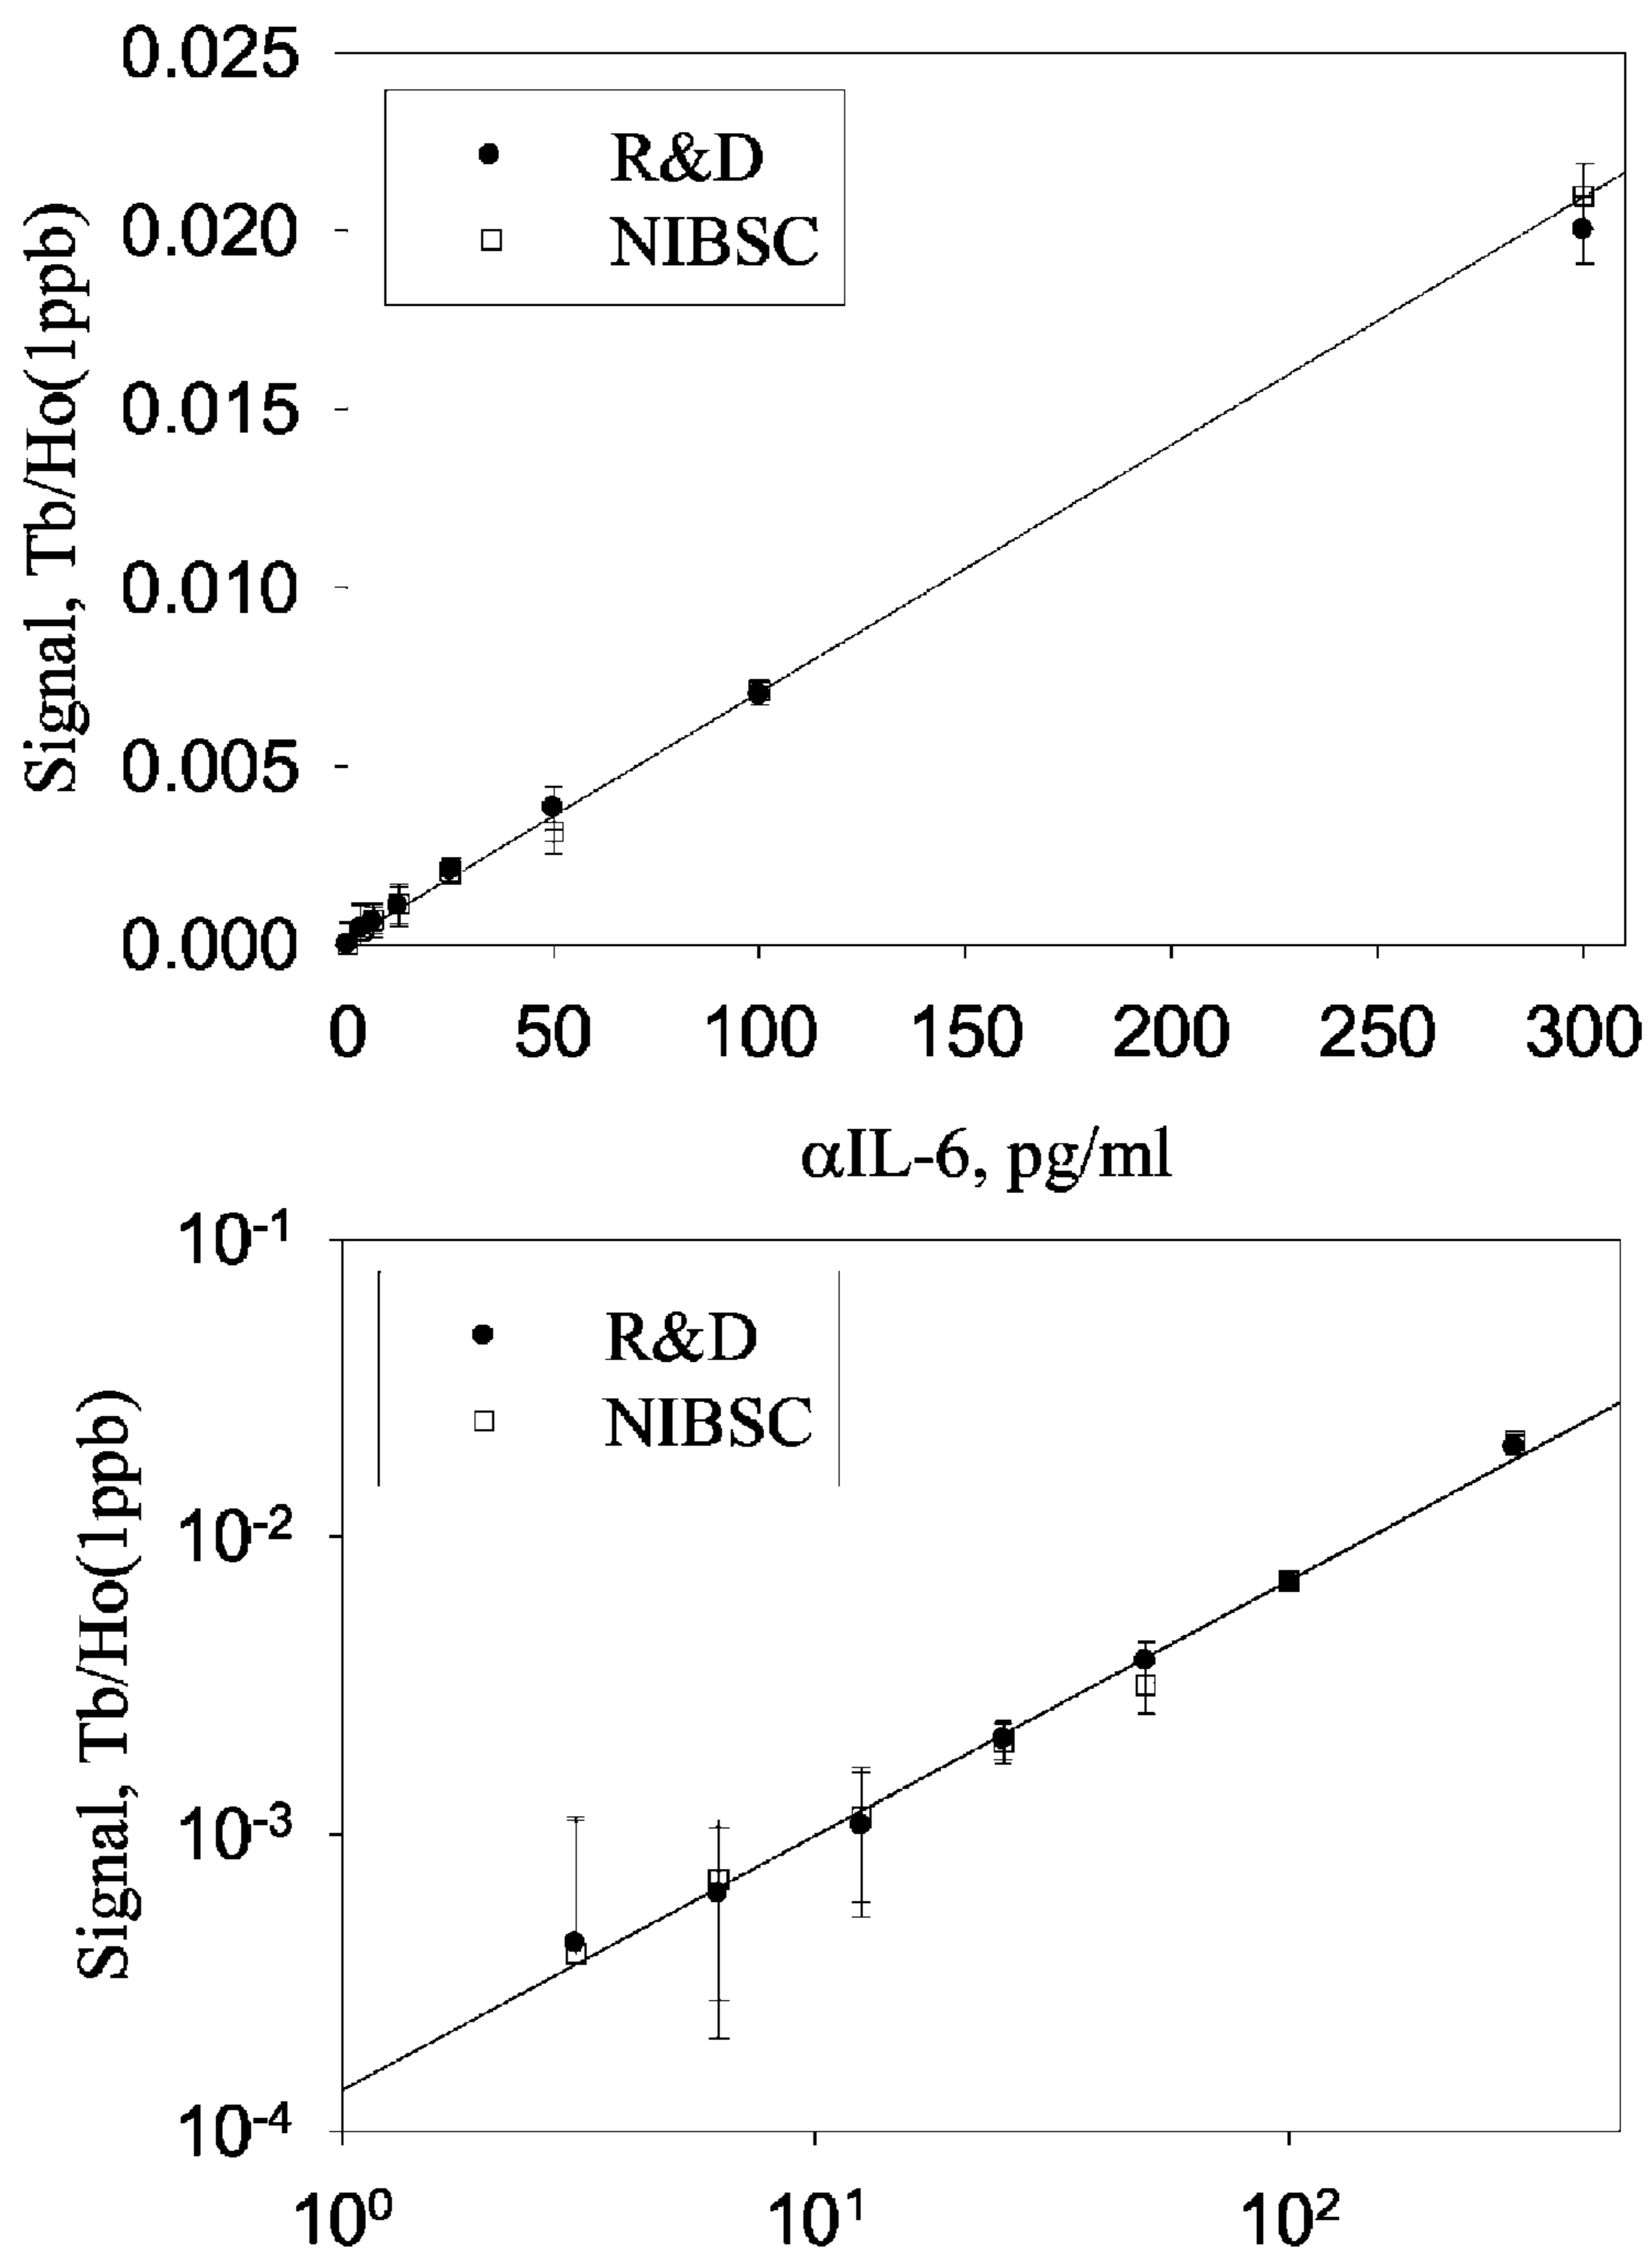 0.025
R&D
0.020
NIBSC
0.015
0.010
0.005
0.000
Signal, Tb/Ho(1ppb)
0 50 100 150 200 250 300
αIL-6, pg/ml
10⁻¹
R&D
NIBSC
10⁻²
10⁻³
10⁻⁴
Signal, Tb/Ho(1ppb)
10⁰ 10¹ 10²